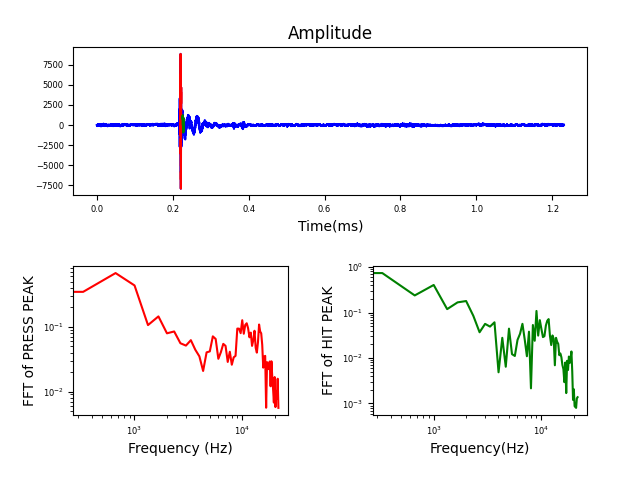 Amplitude
7500
5000
2500
0
−2500
−5000
−7500
0.0 0.2 0.4 0.6 0.8 1.0 1.2
Time(ms)
FFT of PRESS PEAK
10⁻¹
10⁻²
10³ 10⁴
Frequency (Hz)
FFT of HIT PEAK
10⁰
10⁻¹
10⁻²
10⁻³
10³ 10⁴
Frequency(Hz)